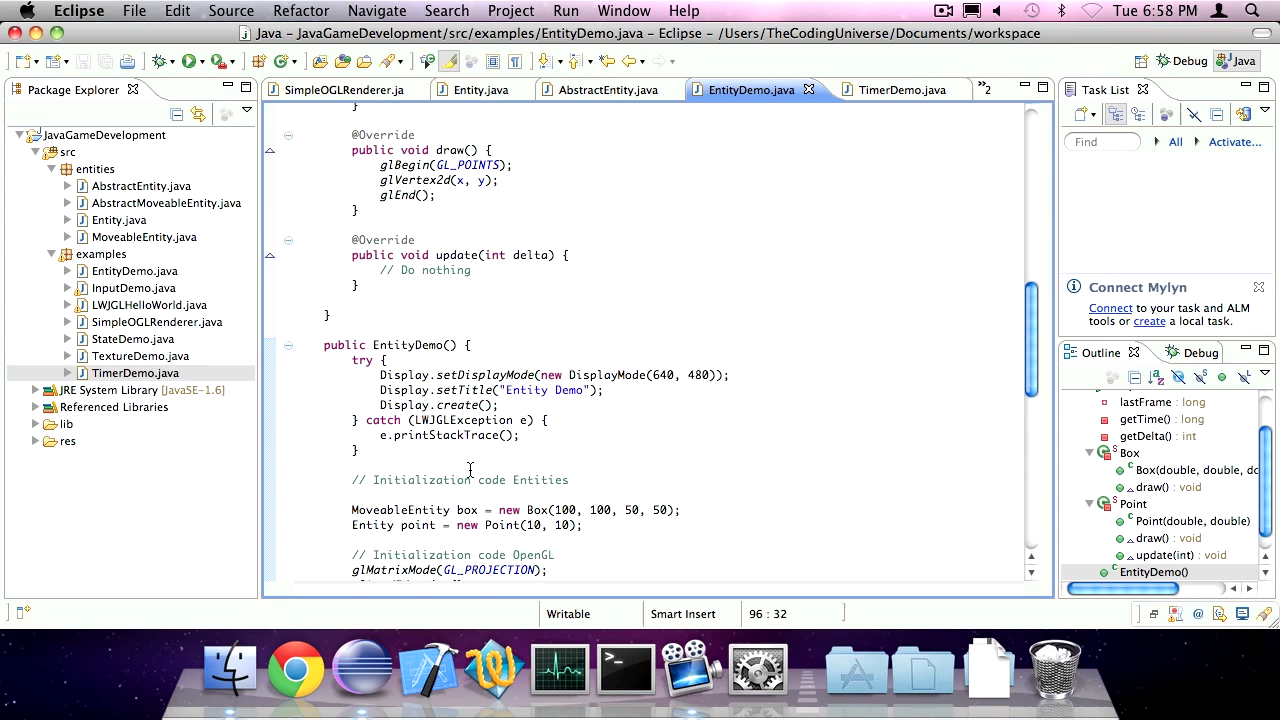 Eclipse File Edit Source Refactor Navigate Search Project Run Window Help Tue 6:58 PM
Java – JavaGameDevelopment/src/examples/EntityDemo.java – Eclipse – /Users/TheCodingUniverse/Documents/workspace
Debug Java
Package Explorer
JavaGameDevelopment
src
entities
AbstractEntity.java
AbstractMoveableEntity.java
Entity.java
MoveableEntity.java
examples
EntityDemo.java
InputDemo.java
LWJGLHelloWorld.java
SimpleOGLRenderer.java
StateDemo.java
TextureDemo.java
TimerDemo.java
JRE System Library [JavaSE-1.6]
Referenced Libraries
lib
res
SimpleOGLRenderer.ja Entity.java AbstractEntity.java EntityDemo.java TimerDemo.java »2
}
@Override
public void draw() {
glBegin(GL_POINTS);
glVertex2d(x, y);
glEnd();
}
@Override
public void update(int delta) {
// Do nothing
}
}
public EntityDemo() {
try {
Display.setDisplayMode(new DisplayMode(640, 480));
Display.setTitle("Entity Demo");
Display.create();
} catch (LWJGLException e) {
e.printStackTrace();
}
// Initialization code Entities
MoveableEntity box = new Box(100, 100, 50, 50);
Entity point = new Point(10, 10);
// Initialization code OpenGL
glMatrixMode(GL_PROJECTION);
Task List
Find All Activate...
Connect Mylyn
Connect to your task and ALM
tools or create a local task.
Outline Debug
lastFrame : long
getTime() : long
getDelta() : int
Box
Box(double, double, do
draw() : void
Point
Point(double, double)
draw() : void
update(int) : void
EntityDemo()
Writable Smart Insert 96 : 32